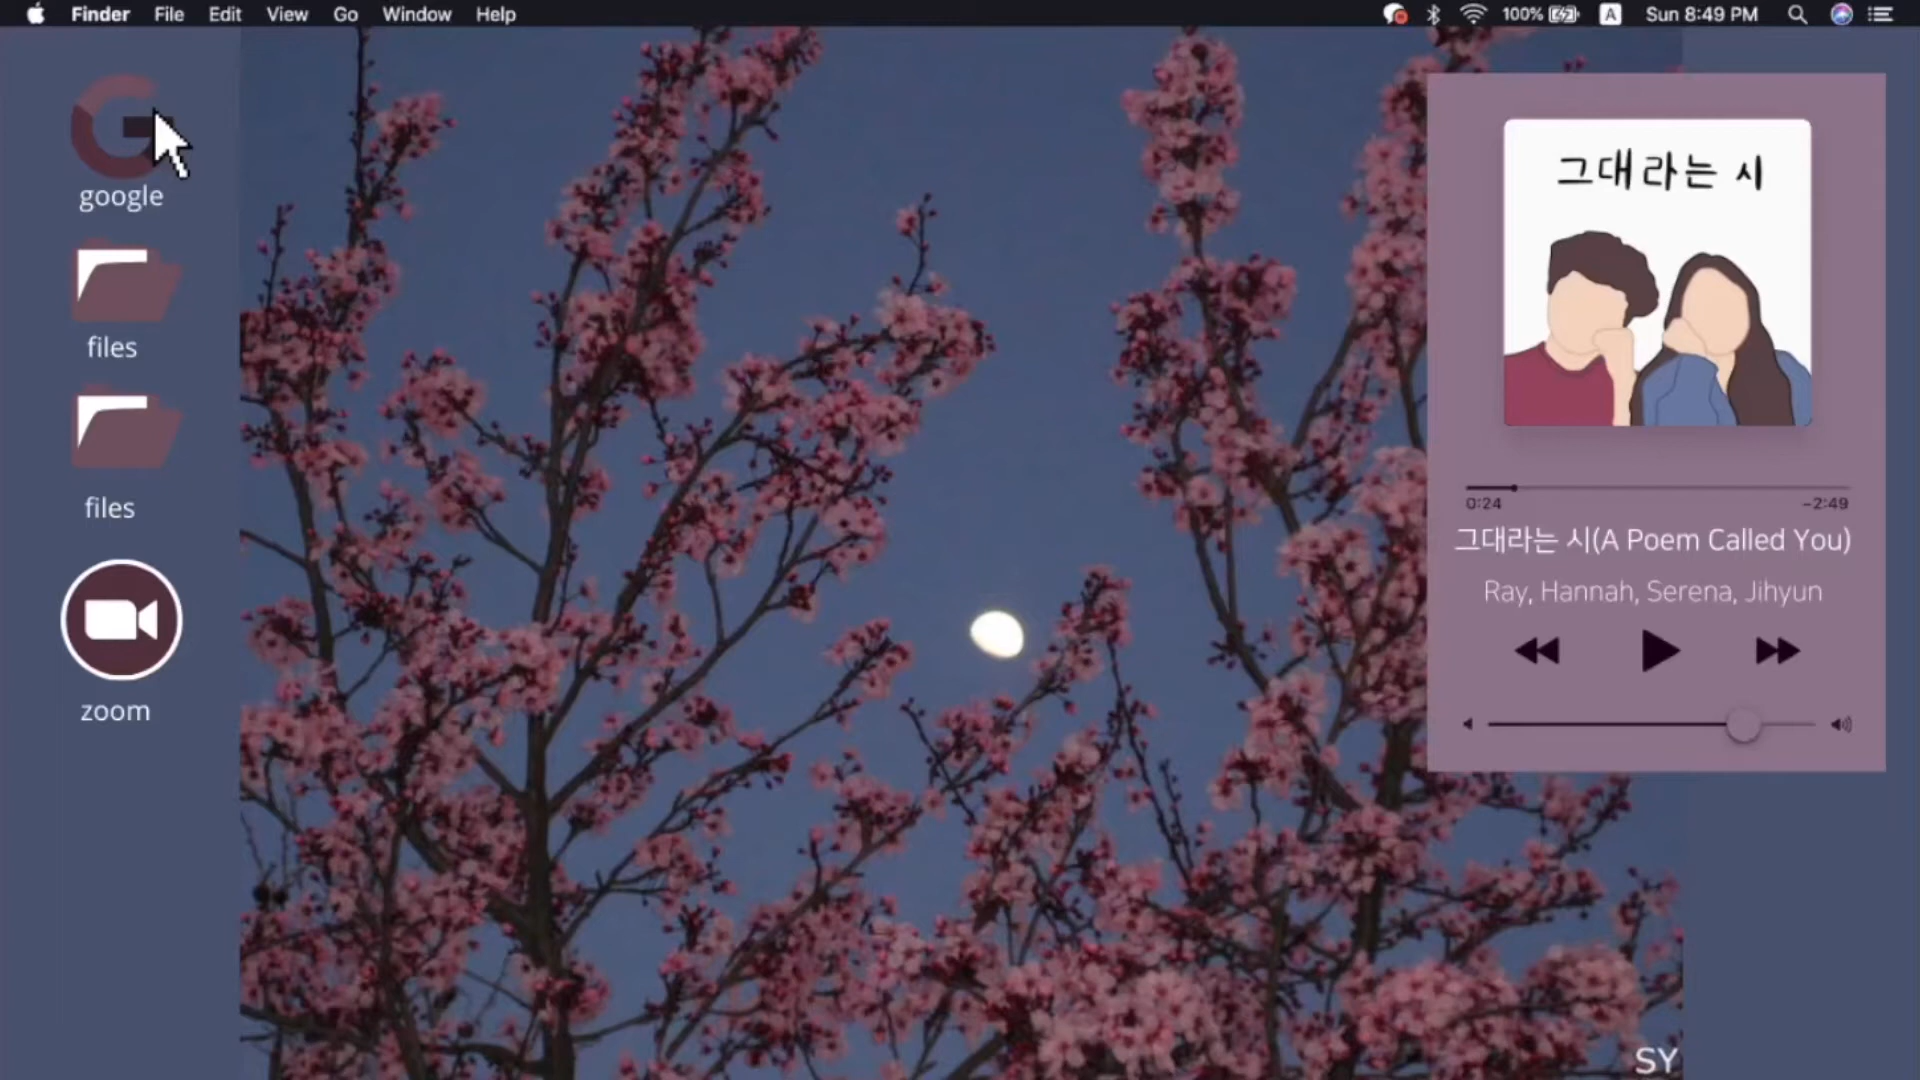 Finder File Edit View Go Window Help
100% A Sun 8:49 PM
google
files
files
zoom
그대라는 시
0:24 -2:49
그대라는 시(A Poem Called You)
Ray, Hannah, Serena, Jihyun
SY